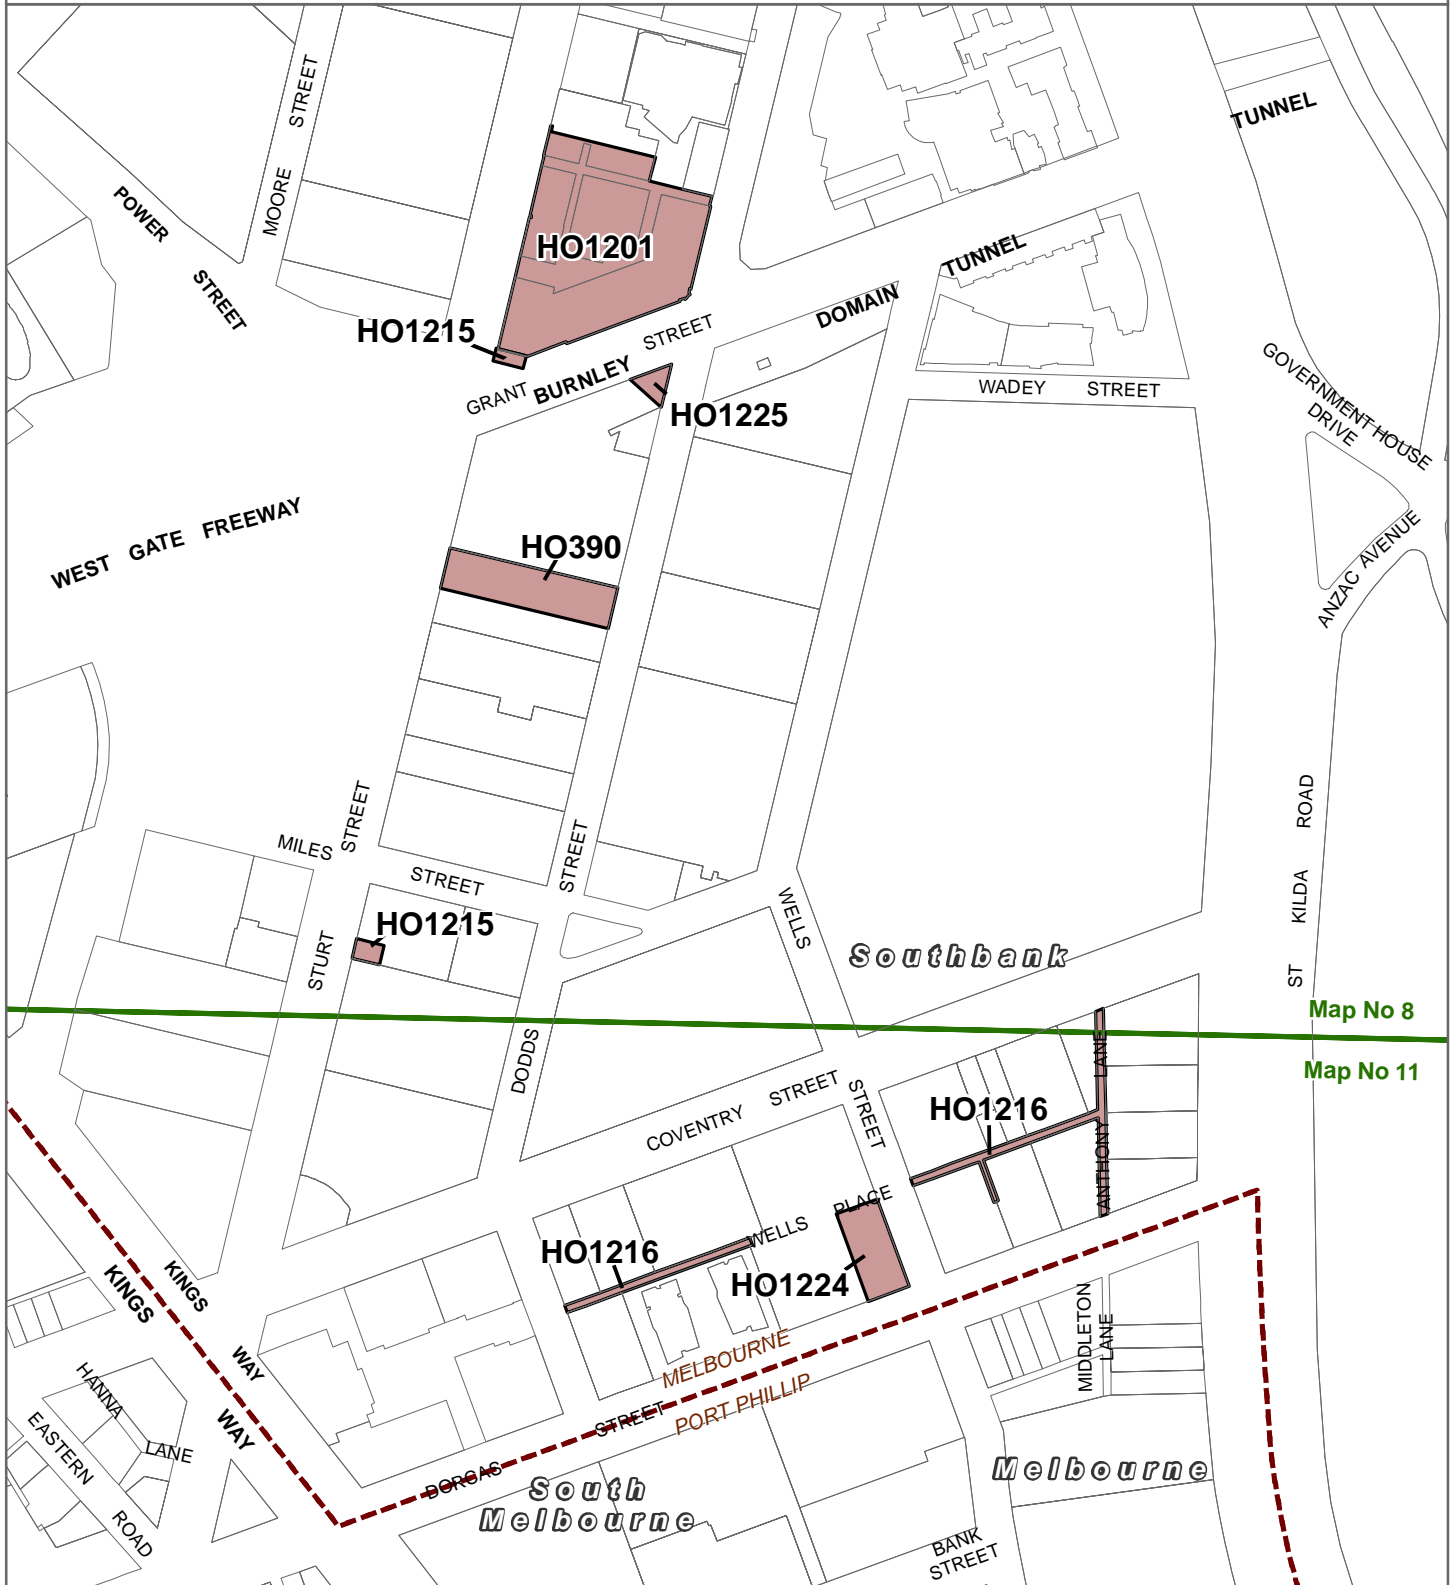 STREET
MOORE
TUNNEL
POWER
STREET
HO1201
TUNNEL
DOMAIN
HO1215
STREET
BURNLEY
GRANT
HO1225
WADEY STREET
GOVERNMENT HOUSE
DRIVE
ANZAC AVENUE
WEST GATE FREEWAY
HO390
STREET
MILES
STREET
STREET
HO1215
STURT
WELLS
Southbank
ST KILDA ROAD
Map No 8
Map No 11
DODDS
COVENTRY STREET
STREET
LANE
ANTHONY
HO1216
PLACE
WELLS
HO1216
HO1224
KINGS
KINGS
WAY
WAY
MIDDLETON
LANE
MELBOURNE
PORT PHILLIP
HANNA
LANE
EASTERN
ROAD
STREET
DORCAS
South
Melbourne
Melbourne
BANK
STREET